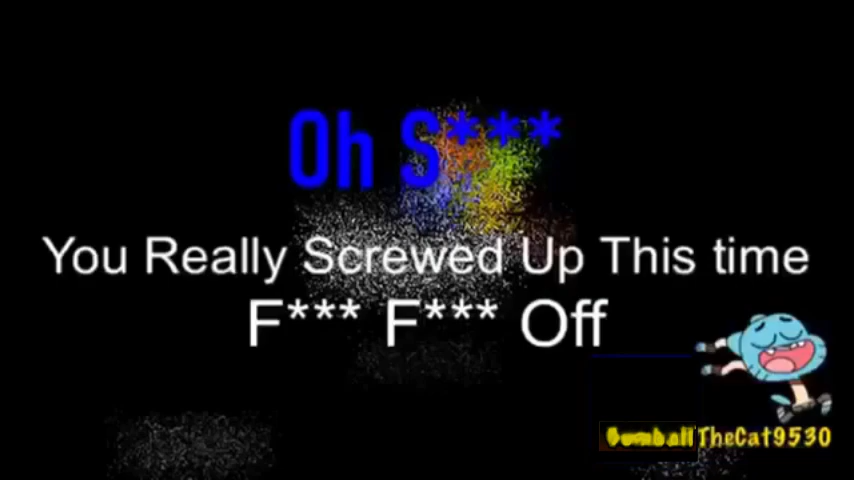 Oh S***
You Really Screwed Up This time
F*** F*** Off
GumballTheCat9530